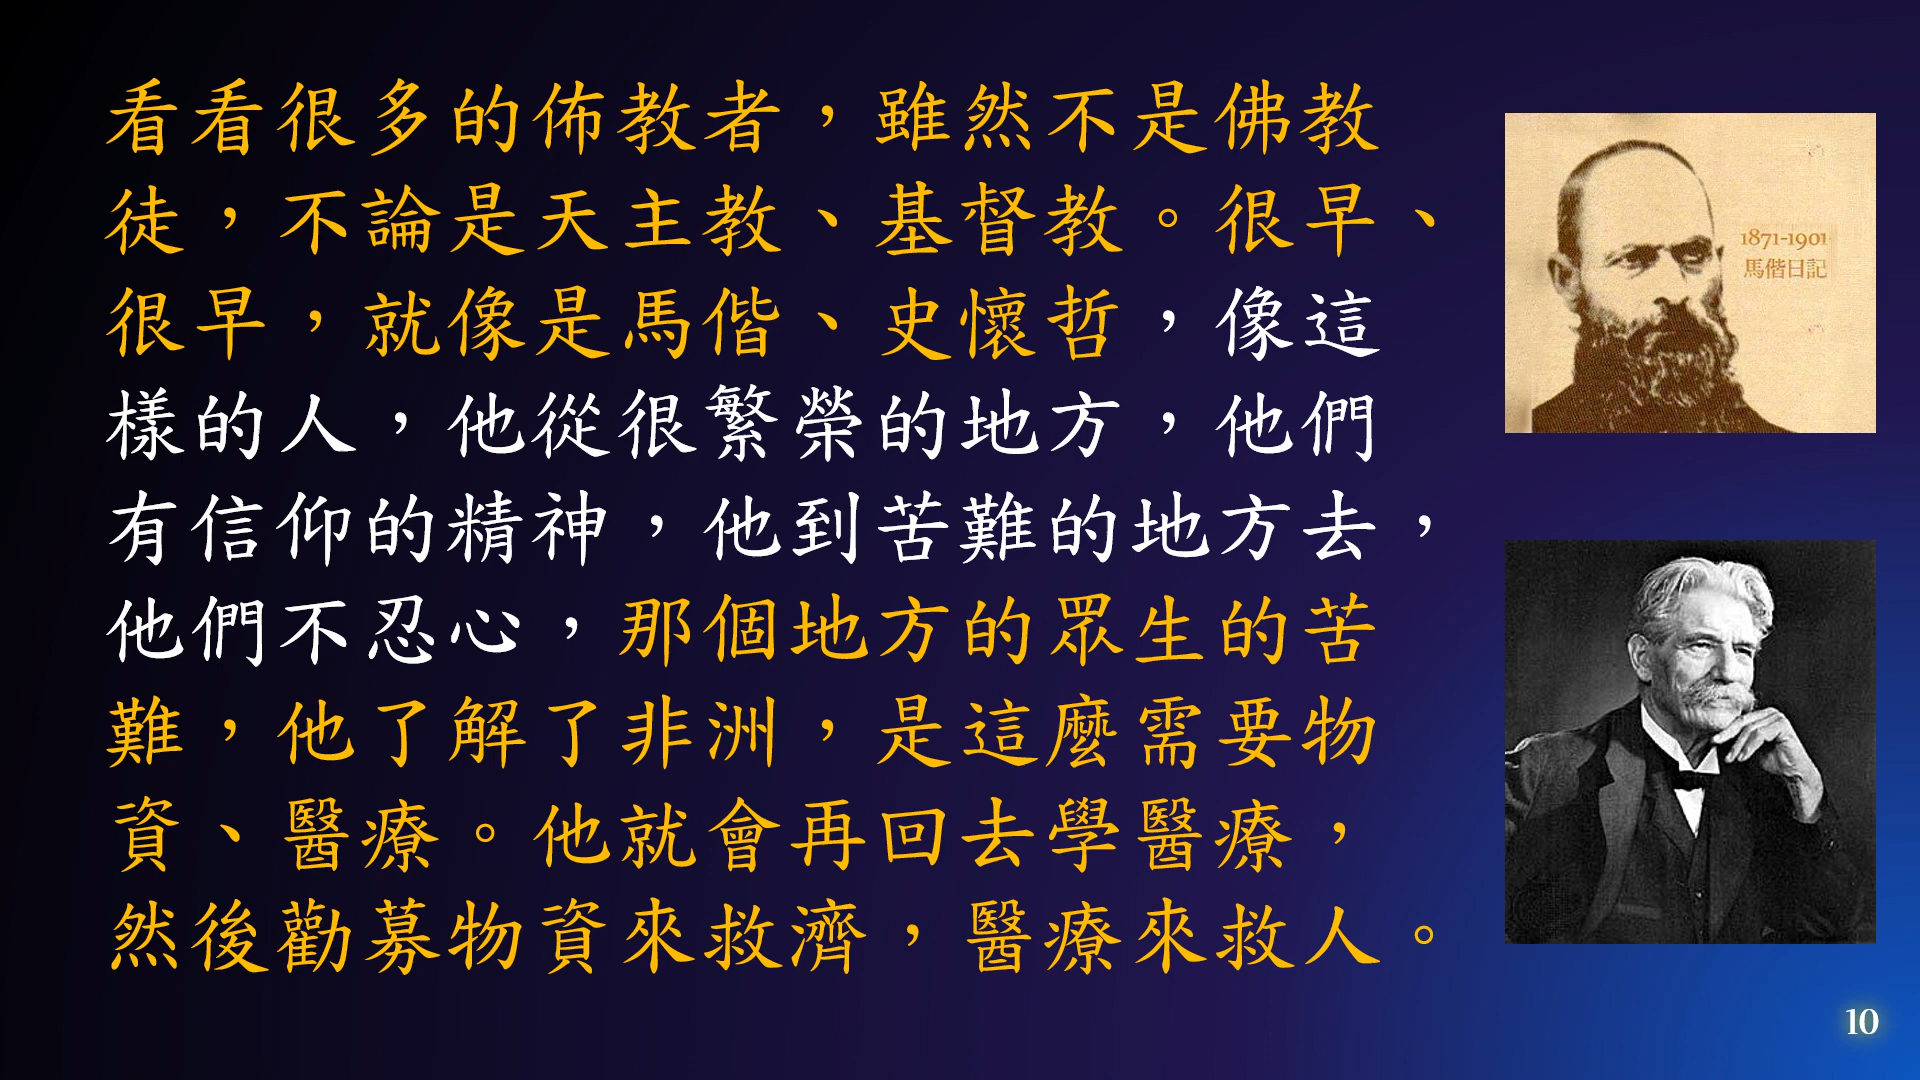 看看很多的佈教者，雖然不是佛教
徒，不論是天主教、基督教。很早、
很早，就像是馬偕、史懷哲，像這
樣的人，他從很繁榮的地方，他們
有信仰的精神，他到苦難的地方去，
他們不忍心，那個地方的眾生的苦
難，他了解了非洲，是這麼需要物
資、醫療。他就會再回去學醫療，
然後勸募物資來救濟，醫療來救人。
1871-1901
馬偕日記
10